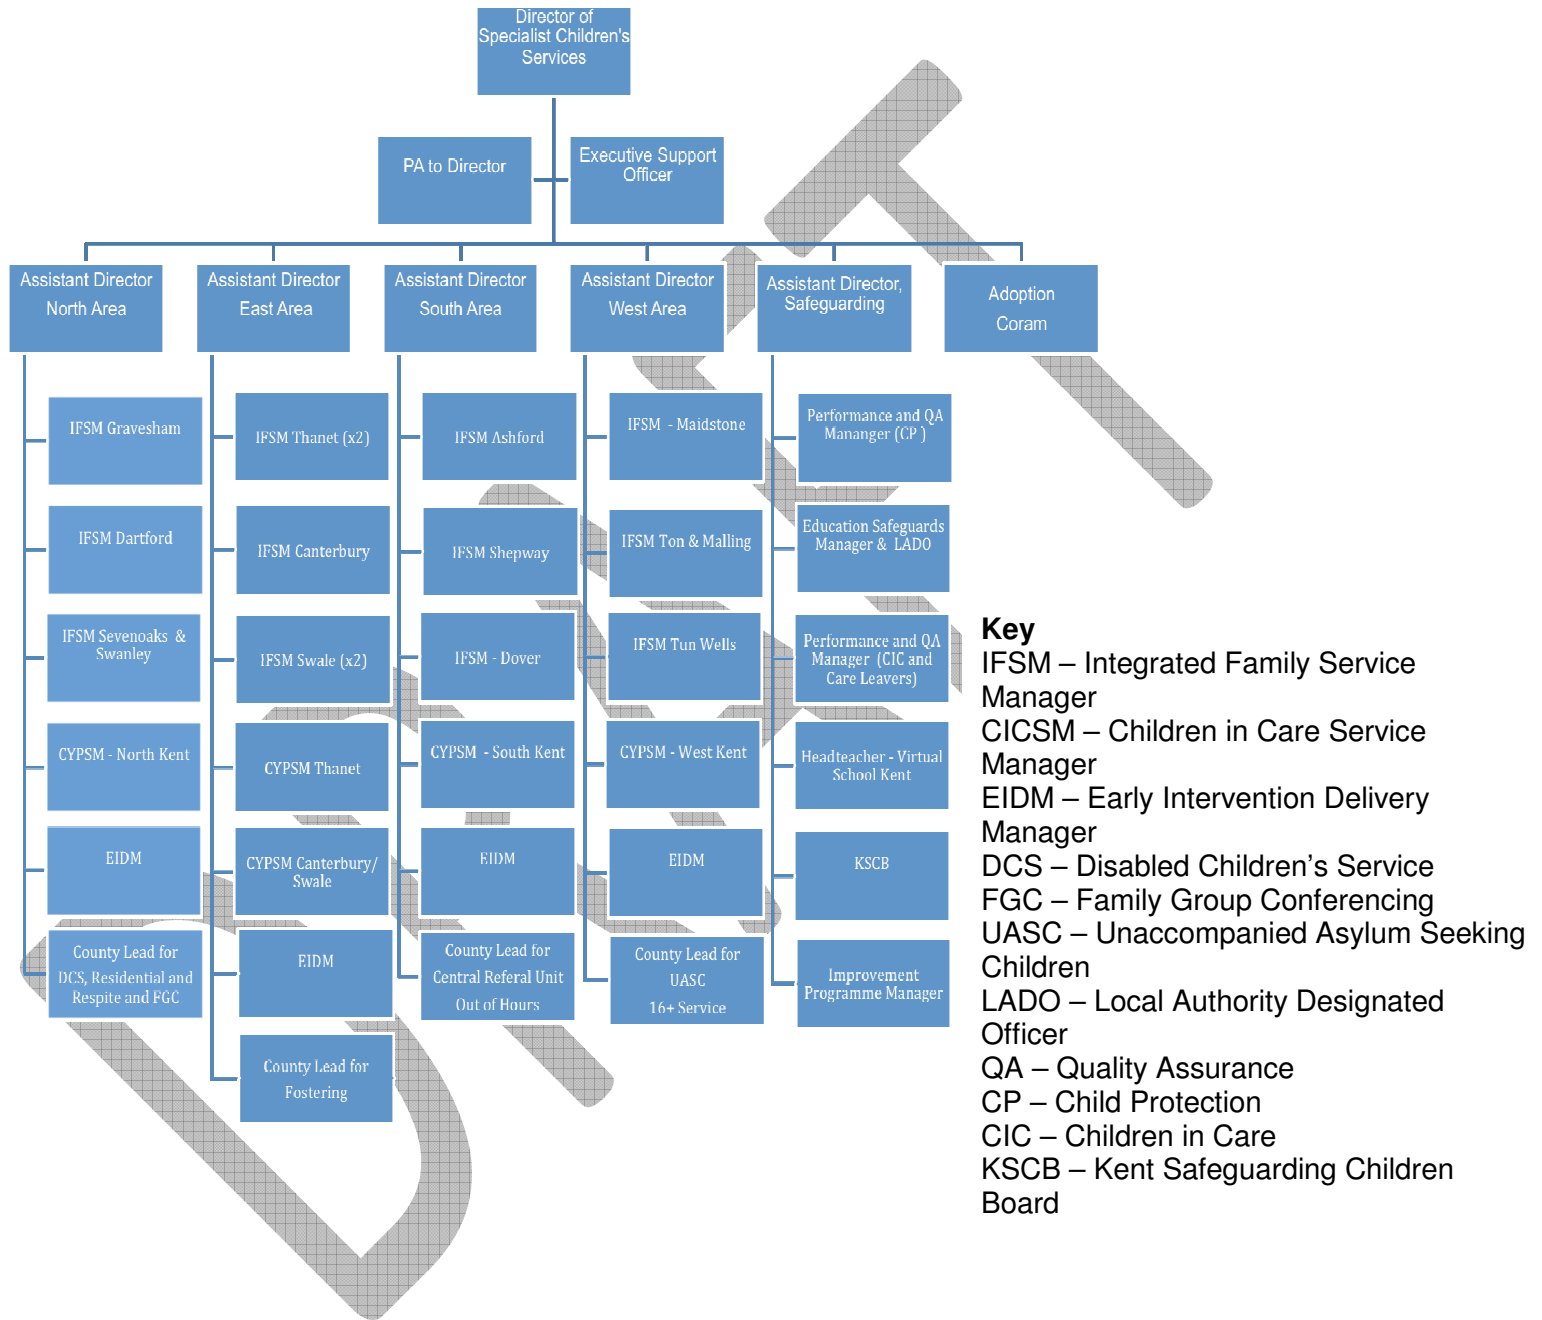 Director of
Specialist Children's
Services
PA to Director
Executive Support
Officer
Assistant Director
North Area
Assistant Director
East Area
Assistant Director
South Area
Assistant Director
West Area
Assistant Director,
Safeguarding
Adoption
Coram
IFSM Gravesham
IFSM Dartford
IFSM Sevenoaks &
Swanley
CYPSM - North Kent
EIDM
County Lead for
DCS, Residential and
Respite and FGC
IFSM Thanet (x2)
IFSM Canterbury
IFSM Swale (x2)
CYPSM Thanet
CYPSM Canterbury/
Swale
EIDM
County Lead for
Fostering
IFSM Ashford
IFSM Shepway
IFSM - Dover
CYPSM - South Kent
EIDM
County Lead for
Central Referal Unit
Out of Hours
IFSM - Maidstone
IFSM Ton & Malling
IFSM Tun Wells
CYPSM - West Kent
EIDM
County Lead for
UASC
16+ Service
Performance and QA
Mananger (CP )
Education Safeguards
Manager & LADO
Performance and QA
Manager (CIC and
Care Leavers)
Headteacher - Virtual
School Kent
KSCB
Improvement
Programme Manager
Key
IFSM – Integrated Family Service
Manager
CICSM – Children in Care Service
Manager
EIDM – Early Intervention Delivery
Manager
DCS – Disabled Children's Service
FGC – Family Group Conferencing
UASC – Unaccompanied Asylum Seeking
Children
LADO – Local Authority Designated
Officer
QA – Quality Assurance
CP – Child Protection
CIC – Children in Care
KSCB – Kent Safeguarding Children
Board
DRAFT